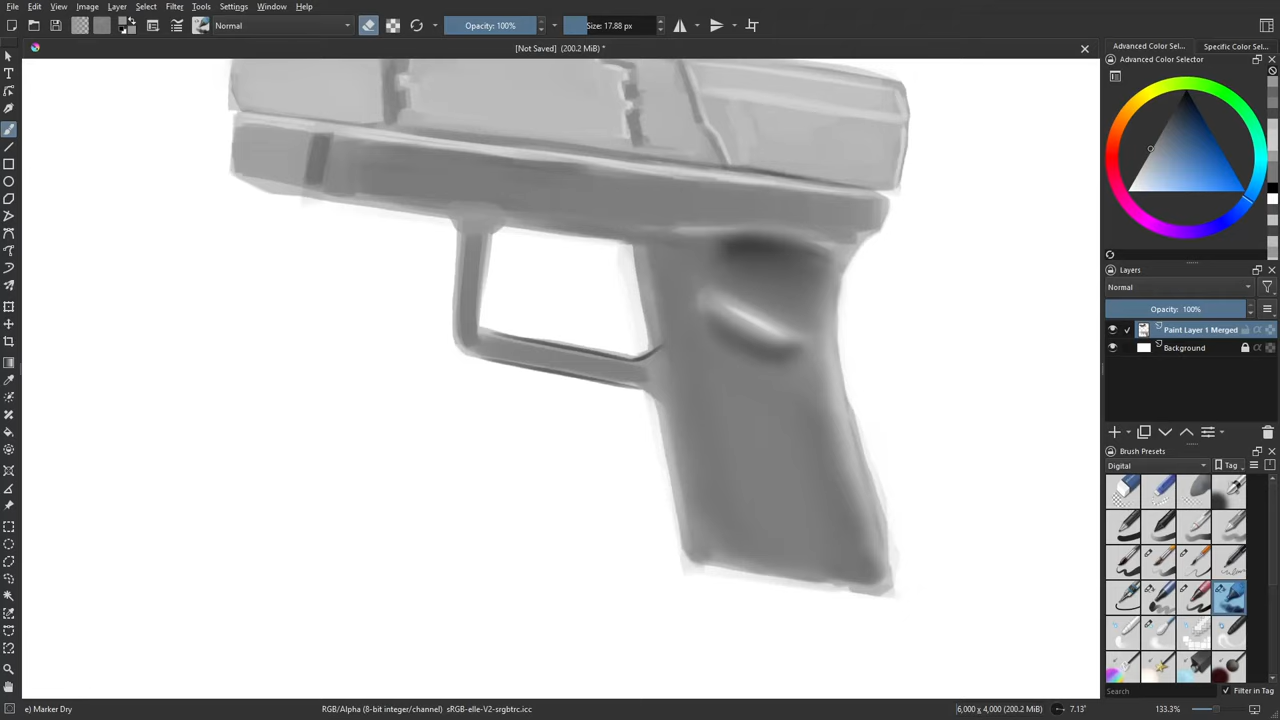 File Edit View Image Layer Select Filter Tools Settings Window Help
Normal
Opacity: 100%
Size: 17.88 px
[Not Saved] (200.2 MiB) *
Advanced Color Sel...
Specific Color Sel...
Advanced Color Selector
Layers
Normal
Opacity: 100%
Paint Layer 1 Merged
Background
Brush Presets
Digital
Tag
Search
Filter in Tag
e) Marker Dry
RGB/Alpha (8-bit integer/channel) sRGB-elle-V2-srgbtrc.icc
6,000 x 4,000 (200.2 MiB)
7.13°
133.3%